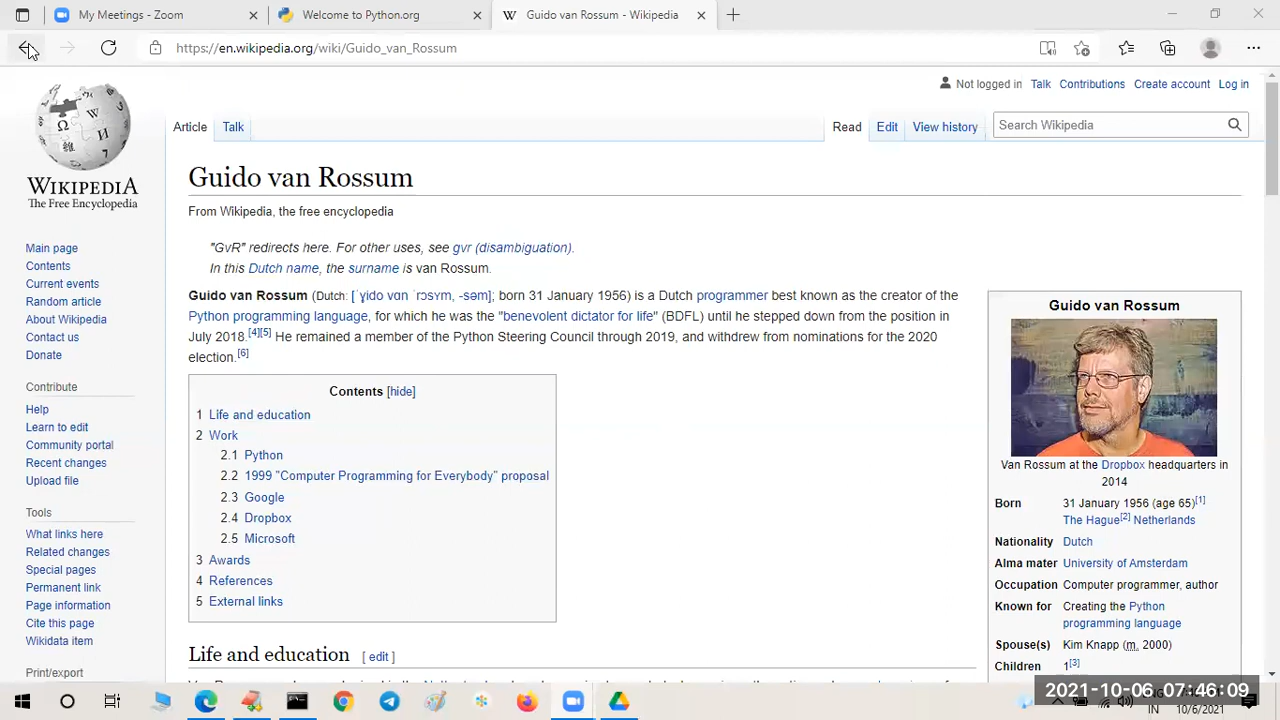 My Meetings - Zoom
Welcome to Python.org
Guido van Rossum - Wikipedia
https://en.wikipedia.org/wiki/Guido_van_Rossum
Not logged in Talk Contributions Create account Log in
Article Talk Read Edit View history Search Wikipedia
WIKIPEDIA
The Free Encyclopedia
Main page
Contents
Current events
Random article
About Wikipedia
Contact us
Donate
Contribute
Help
Learn to edit
Community portal
Recent changes
Upload file
Tools
What links here
Related changes
Special pages
Permanent link
Page information
Cite this page
Wikidata item
Print/export
Guido van Rossum
From Wikipedia, the free encyclopedia
"GvR" redirects here. For other uses, see gvr (disambiguation).
In this Dutch name, the surname is van Rossum.
Guido van Rossum (Dutch: [ˈɣido vɑn ˈrɔsʏm, -səm]; born 31 January 1956) is a Dutch programmer best known as the creator of the
Python programming language, for which he was the "benevolent dictator for life" (BDFL) until he stepped down from the position in
July 2018.[4][5] He remained a member of the Python Steering Council through 2019, and withdrew from nominations for the 2020
election.[6]
Contents [hide]
1 Life and education
2 Work
2.1 Python
2.2 1999 "Computer Programming for Everybody" proposal
2.3 Google
2.4 Dropbox
2.5 Microsoft
3 Awards
4 References
5 External links
Life and education [ edit ]
Guido van Rossum
Van Rossum at the Dropbox headquarters in
2014
Born 31 January 1956 (age 65)[1]
The Hague[2] Netherlands
Nationality Dutch
Alma mater University of Amsterdam
Occupation Computer programmer, author
Known for Creating the Python
programming language
Spouse(s) Kim Knapp (m. 2000)
Children 1[3]
2021-10-06 07:46:09
IN 10/6/2021